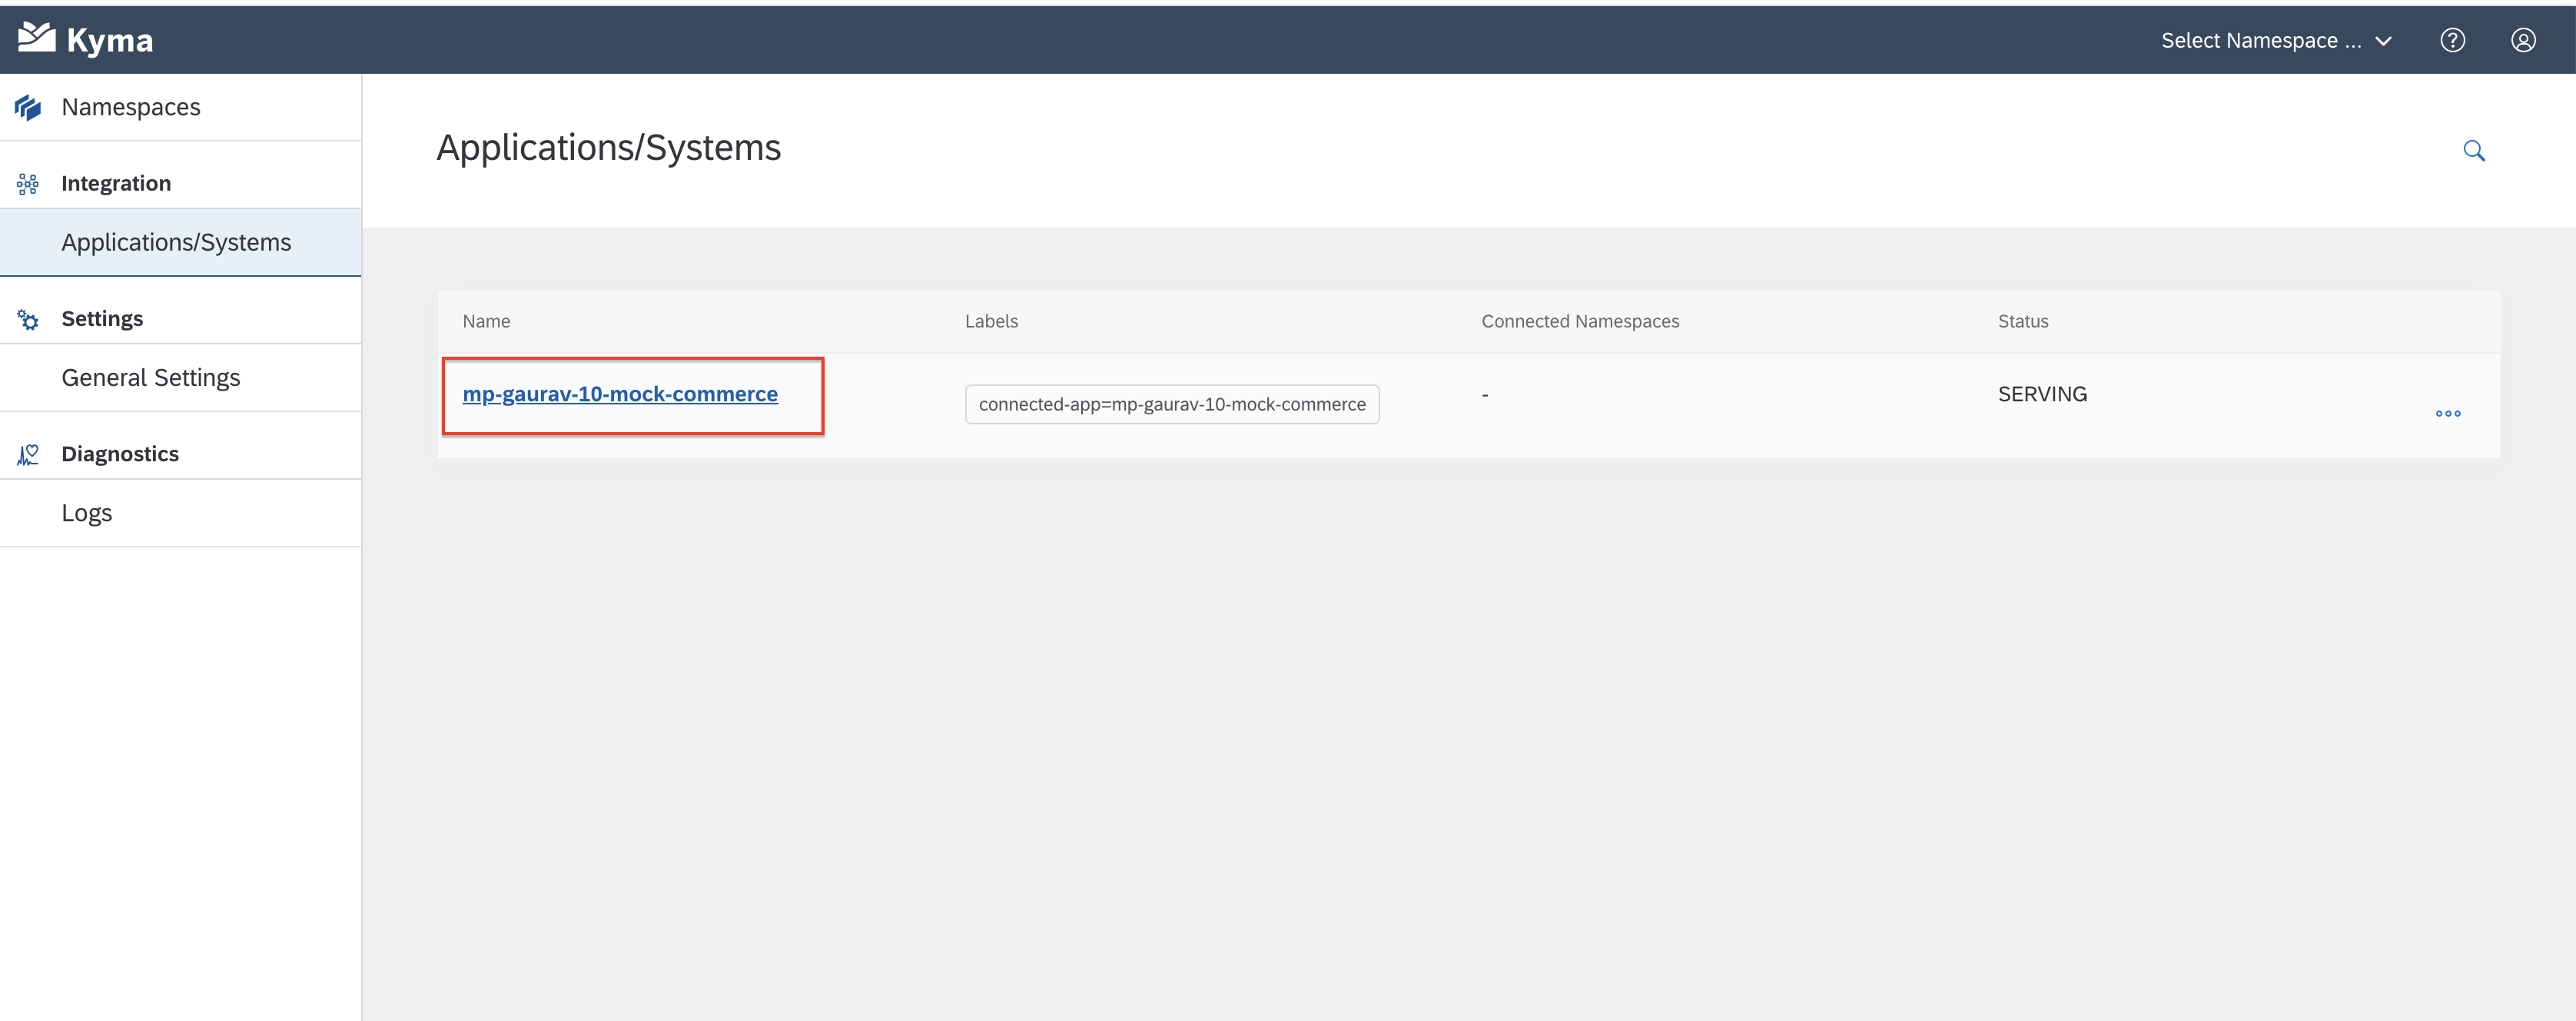 Kyma
Select Namespace ...
Namespaces
Integration
Applications/Systems
Settings
General Settings
Diagnostics
Logs
Applications/Systems
Name Labels Connected Namespaces Status
mp-gaurav-10-mock-commerce connected-app=mp-gaurav-10-mock-commerce - SERVING